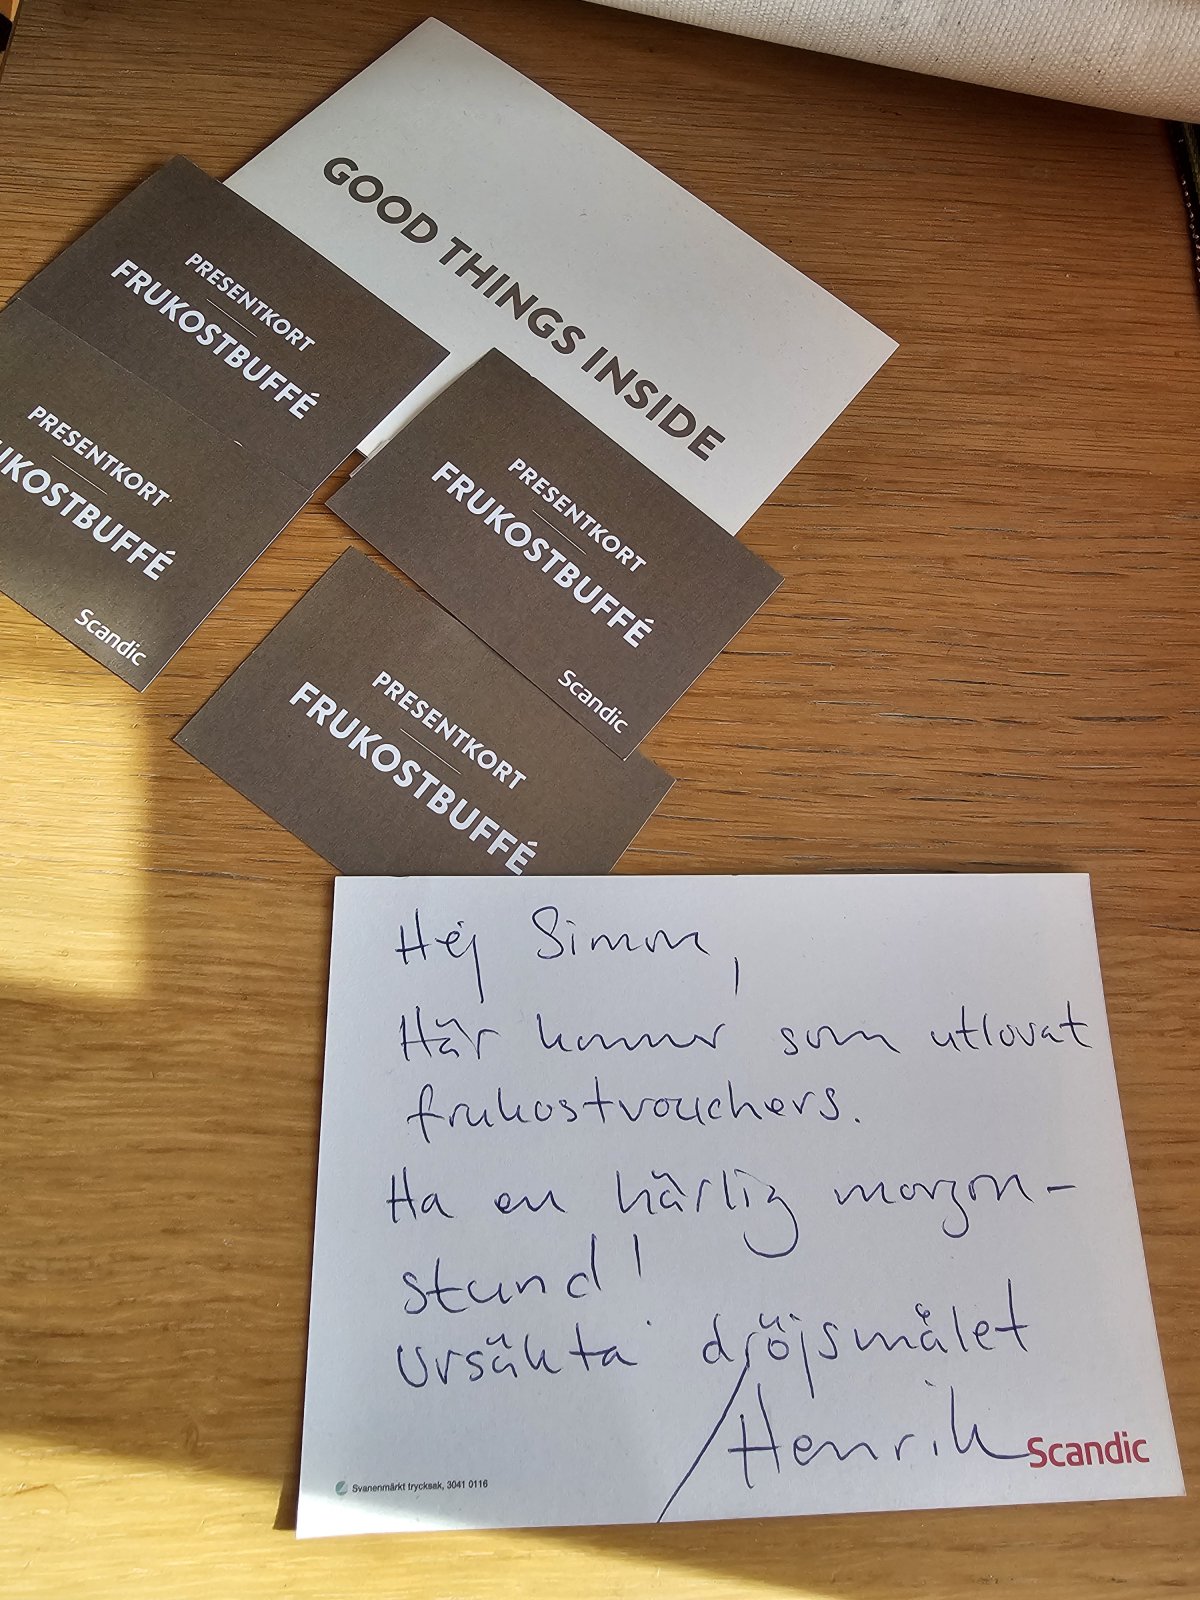 GOOD THINGS INSIDE
PRESENTKORT
FRUKOSTBUFFÉ
PRESENTKORT
UKOSTBUFFÉ
Scandic
PRESENTKORT
FRUKOSTBUFFÉ
Scandic
PRESENTKORT
FRUKOSTBUFFÉ
Hej Simon,
Här kommer som utlovat
frukostvouchers.
Ha en härlig morgon-
stund!
Ursäkta dröjsmålet
/Henrik
Scandic
Svanenmärkt trycksak, 3041 0116